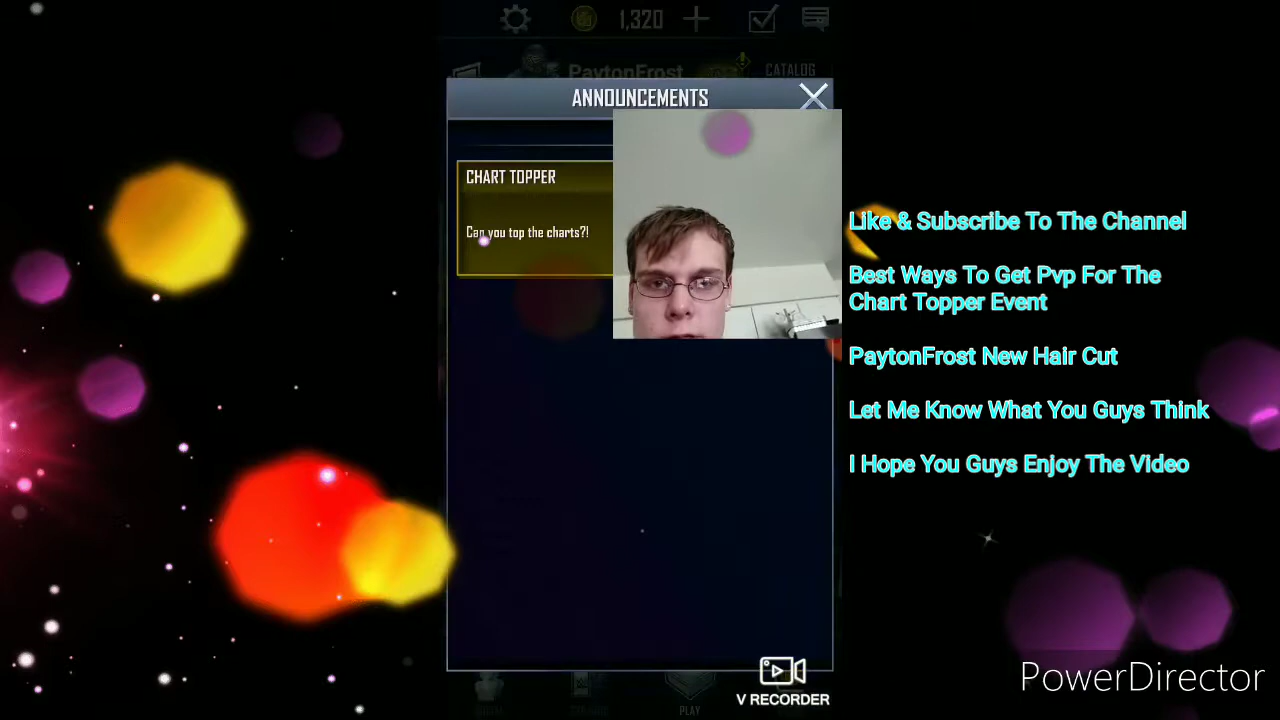 1,320
PaytonFrost
CATALOG
ANNOUNCEMENTS
CHART TOPPER
Can you top the charts?!
Like & Subscribe To The Channel
Best Ways To Get Pvp For The
Chart Topper Event
PaytonFrost New Hair Cut
Let Me Know What You Guys Think
I Hope You Guys Enjoy The Video
PLAY
V RECORDER
PowerDirector